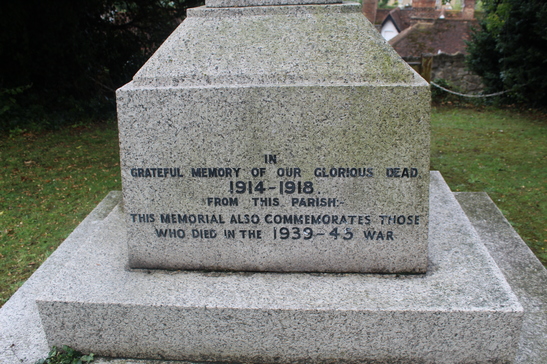 IN
GRATEFUL MEMORY OF OUR GLORIOUS DEAD
1914-1918
FROM THIS PARISH:
THIS MEMORIAL ALSO COMMEMORATES THOSE
WHO DIED IN THE 1939-45 WAR.